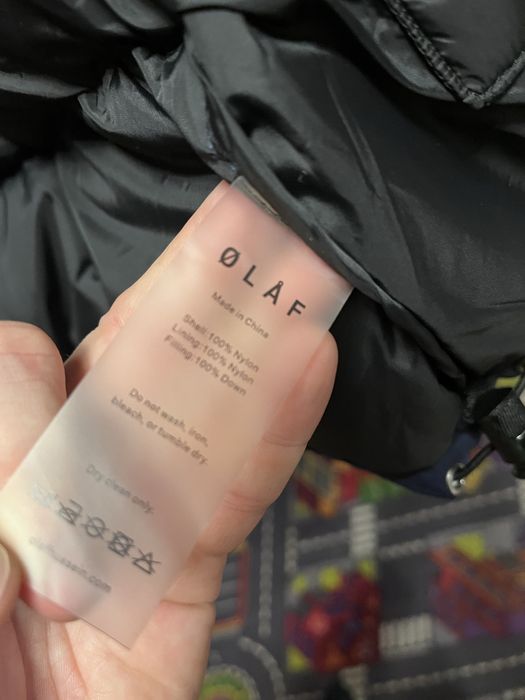 ØLÅF
Made in China
Shell:100% Nylon
Lining:100% Nylon
Filling:100% Down
Do not wash, iron,
bleach, or tumble dry.
Dry clean only.
olafhussein.com